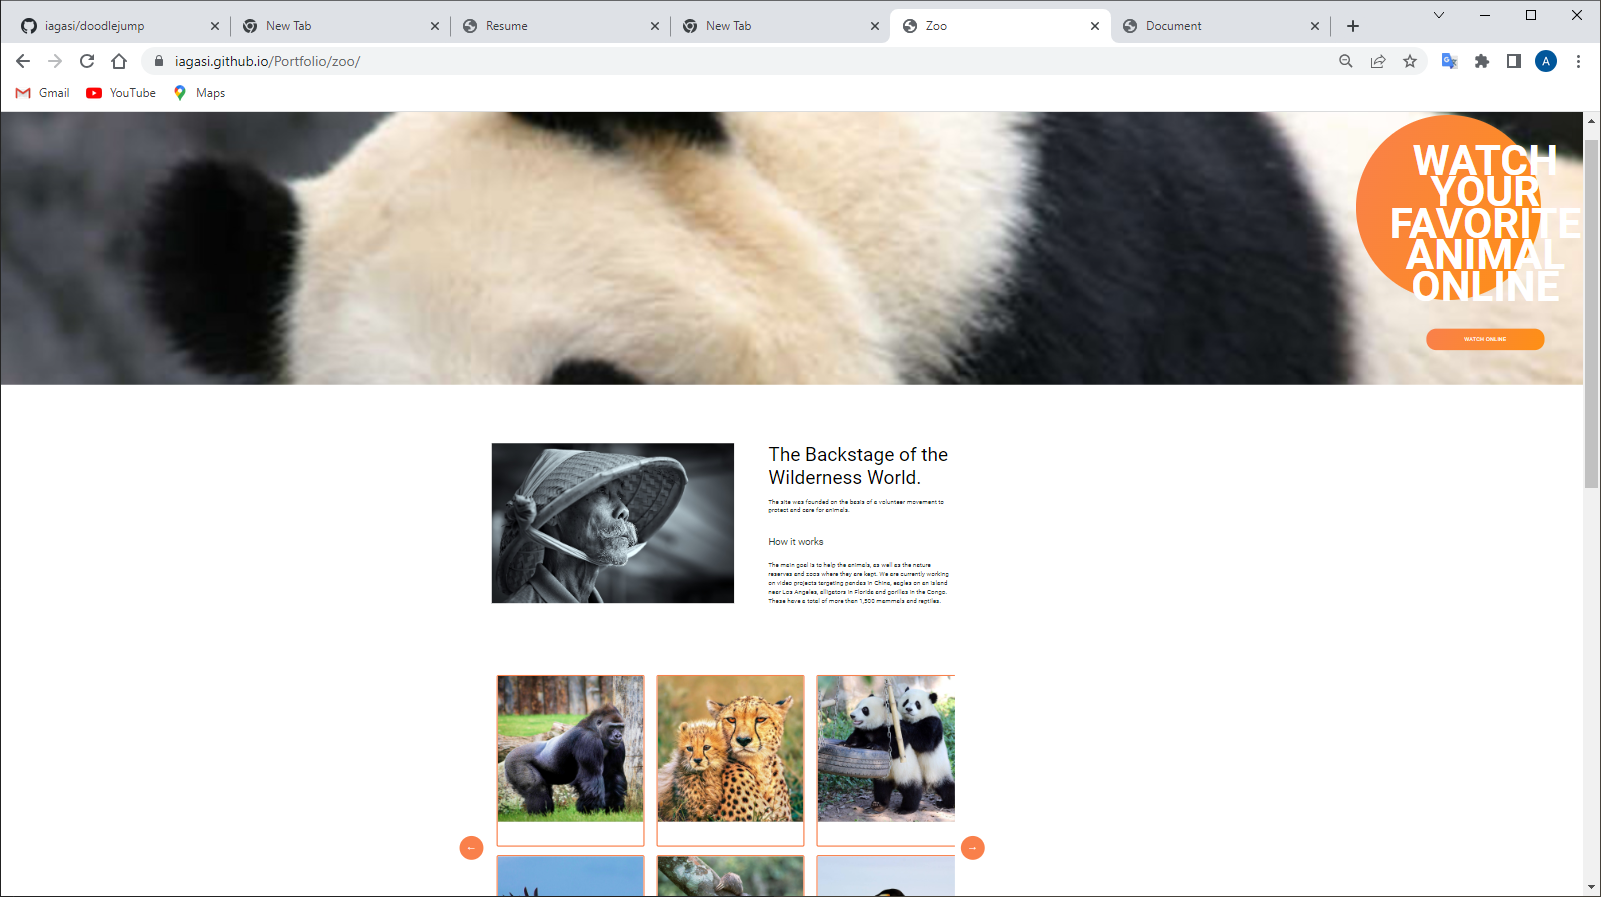 iagasi/doodlejump
New Tab
Resume
New Tab
Zoo
Document
iagasi.github.io/Portfolio/zoo/
A
Gmail
YouTube
Maps
WATCH
YOUR
FAVORITE
ANIMAL
ONLINE
WATCH ONLINE
The Backstage of the
Wilderness World.
The site was founded on the basis of a volunteer movement to
protect and care for animals.
How it works
The main goal is to help the animals, as well as the nature
reserves and zoos where they are kept. We are currently working
on video projects targeting pandas in China, eagles on an island
near Los Angeles, alligators in Florida and gorillas in the Congo.
These have a total of more than 1,500 mammals and reptiles.
←
→